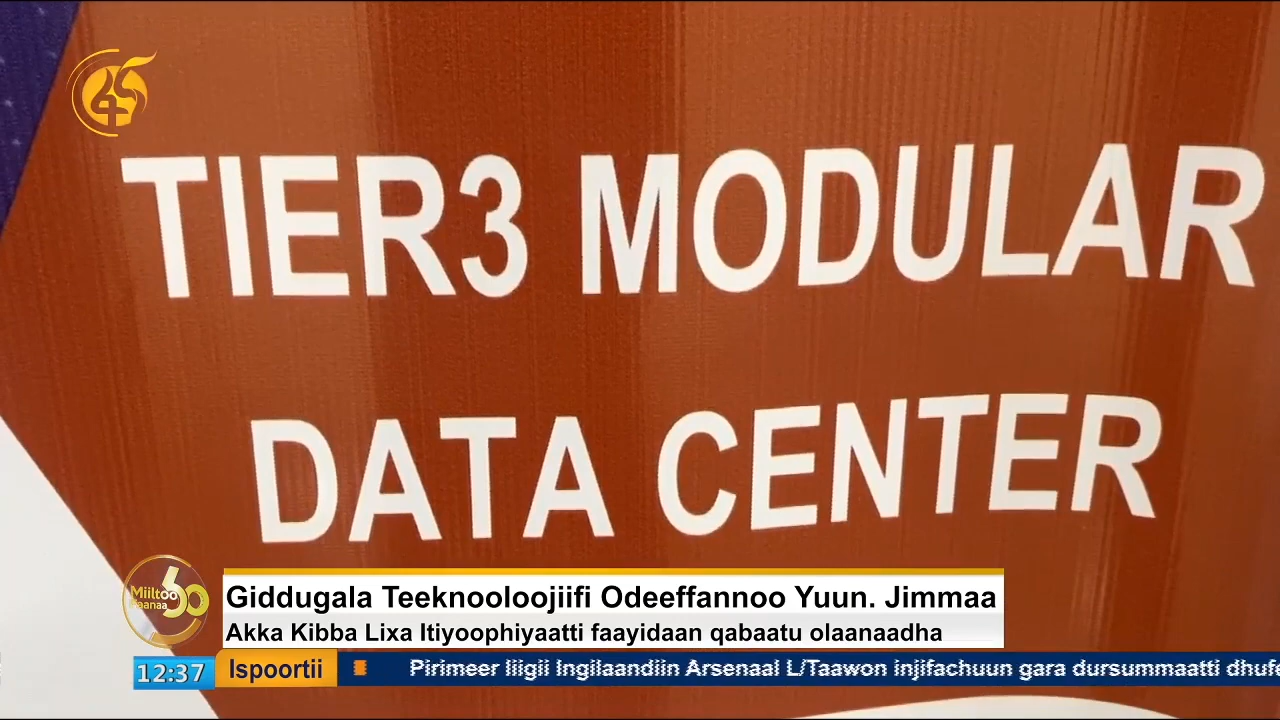 TIER3 MODULAR
DATA CENTER
Miiltoo
60
Giddugala Teeknooloojiifi Odeeffannoo Yuun. Jimmaa
Akka Kibba Lixa Itiyoophiyaatti faayidaan qabaatu olaanaadha
12:37 Ispoortii Pirimeer liigii Ingilaandiin Arsenaal L/Taawon injifachuun gara dursummaatti dhufe